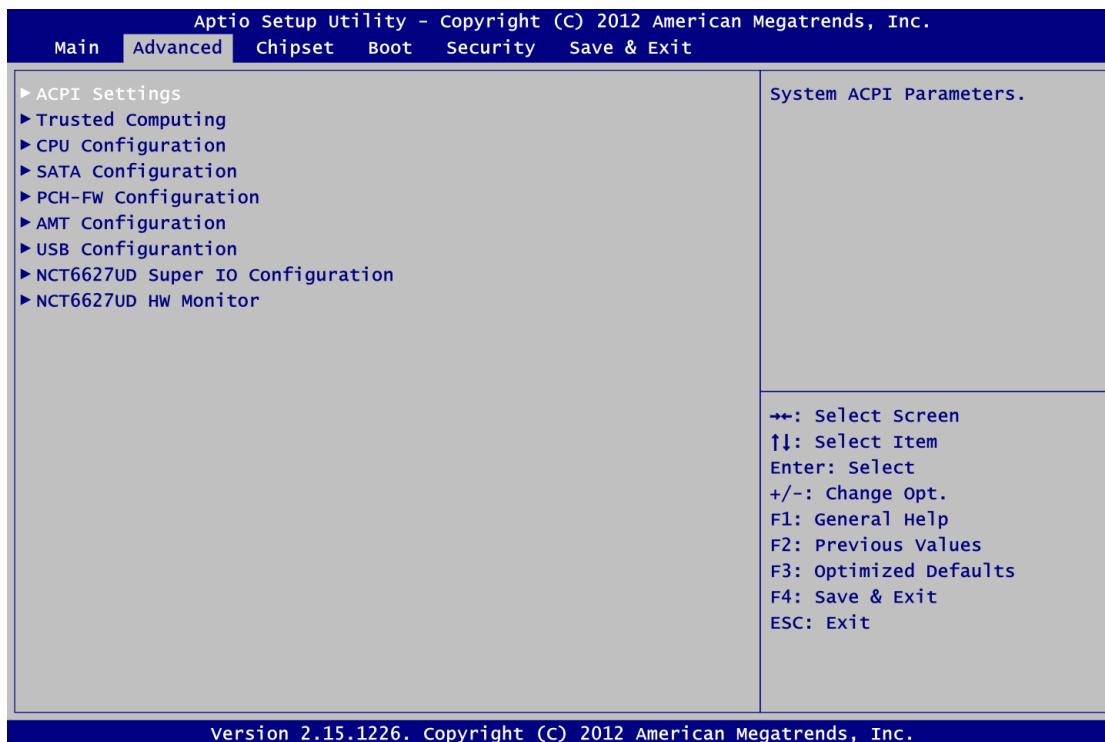 Aptio Setup Utility - Copyright (C) 2012 American Megatrends, Inc.
Main Advanced Chipset Boot Security Save & Exit
▶ACPI Settings
▶Trusted Computing
▶CPU Configuration
▶SATA Configuration
▶PCH-FW Configuration
▶AMT Configuration
▶USB Configurantion
▶NCT6627UD Super IO Configuration
▶NCT6627UD HW Monitor
System ACPI Parameters.
→←: Select Screen
↑↓: Select Item
Enter: Select
+/-: Change Opt.
F1: General Help
F2: Previous Values
F3: Optimized Defaults
F4: Save & Exit
ESC: Exit
Version 2.15.1226. Copyright (C) 2012 American Megatrends, Inc.